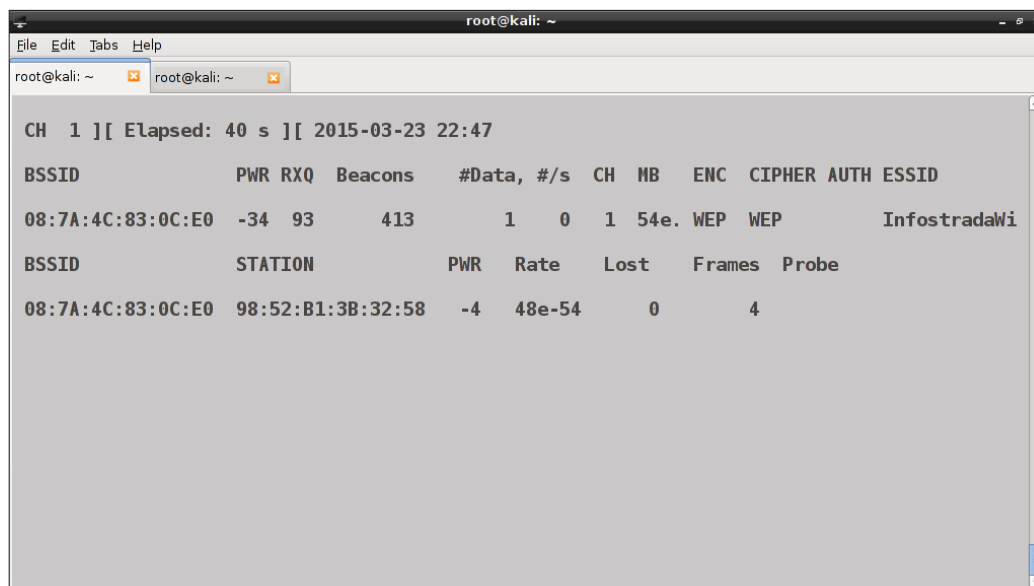 root@kali: ~
File Edit Tabs Help
root@kali: ~ root@kali: ~
CH 1 ][ Elapsed: 40 s ][ 2015-03-23 22:47
BSSID PWR RXQ Beacons #Data, #/s CH MB ENC CIPHER AUTH ESSID
08:7A:4C:83:0C:E0 -34 93 413 1 0 1 54e. WEP WEP InfostradaWi
BSSID STATION PWR Rate Lost Frames Probe
08:7A:4C:83:0C:E0 98:52:B1:3B:32:58 -4 48e-54 0 4